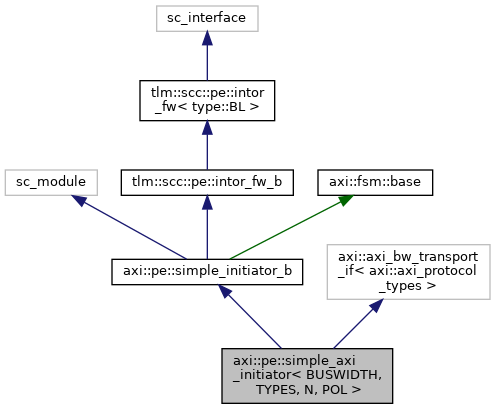 sc_interface
tlm::scc::pe::intor
_fw< type::BL >
sc_module
tlm::scc::pe::intor_fw_b
axi::fsm::base
axi::pe::simple_initiator_b
axi::axi_bw_transport
_if< axi::axi_protocol
_types >
axi::pe::simple_axi
_initiator< BUSWIDTH,
TYPES, N, POL >